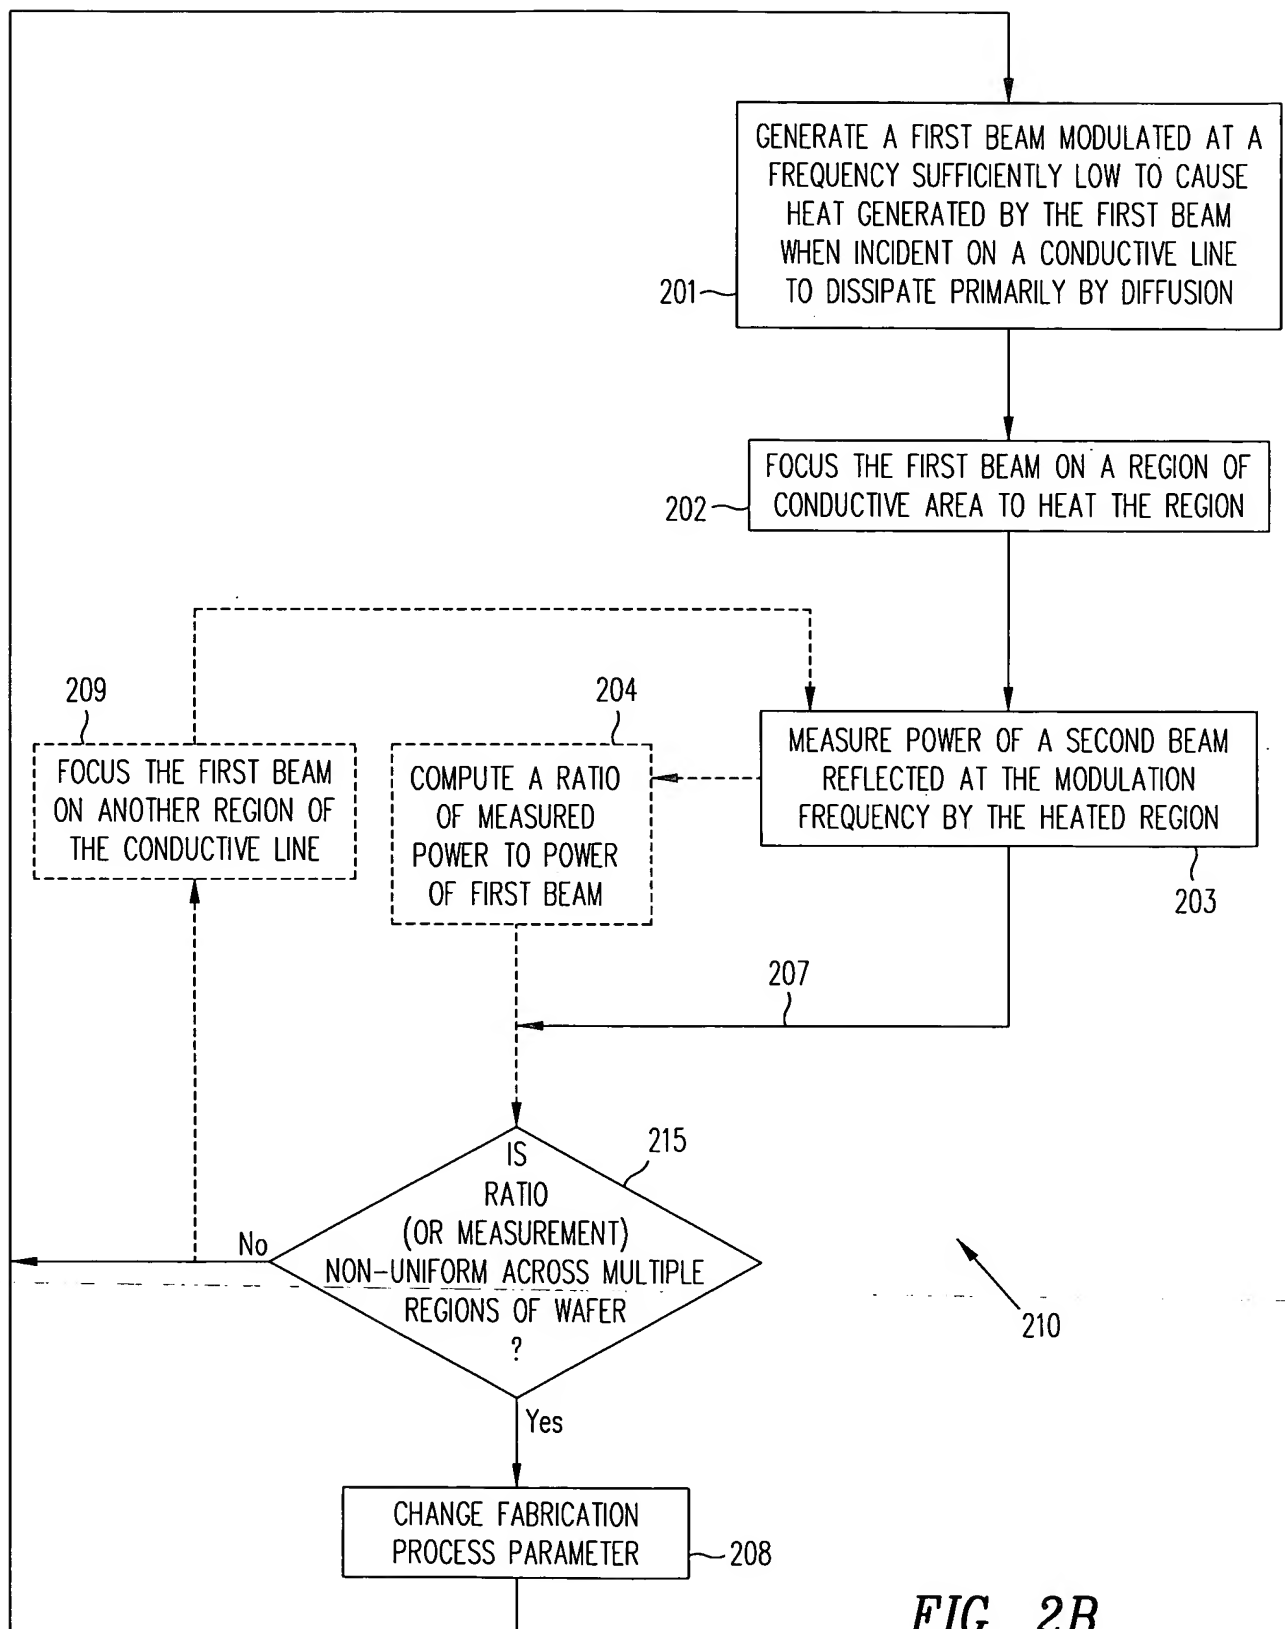 GENERATE A FIRST BEAM MODULATED AT A
FREQUENCY SUFFICIENTLY LOW TO CAUSE
HEAT GENERATED BY THE FIRST BEAM
WHEN INCIDENT ON A CONDUCTIVE LINE
TO DISSIPATE PRIMARILY BY DIFFUSION
201
FOCUS THE FIRST BEAM ON A REGION OF
CONDUCTIVE AREA TO HEAT THE REGION
202
209
FOCUS THE FIRST BEAM
ON ANOTHER REGION OF
THE CONDUCTIVE LINE
204
COMPUTE A RATIO
OF MEASURED
POWER TO POWER
OF FIRST BEAM
MEASURE POWER OF A SECOND BEAM
REFLECTED AT THE MODULATION
FREQUENCY BY THE HEATED REGION
203
207
215
IS
RATIO
(OR MEASUREMENT)
NON-UNIFORM ACROSS MULTIPLE
REGIONS OF WAFER
?
No
210
Yes
CHANGE FABRICATION
PROCESS PARAMETER
208
FIG. 2B